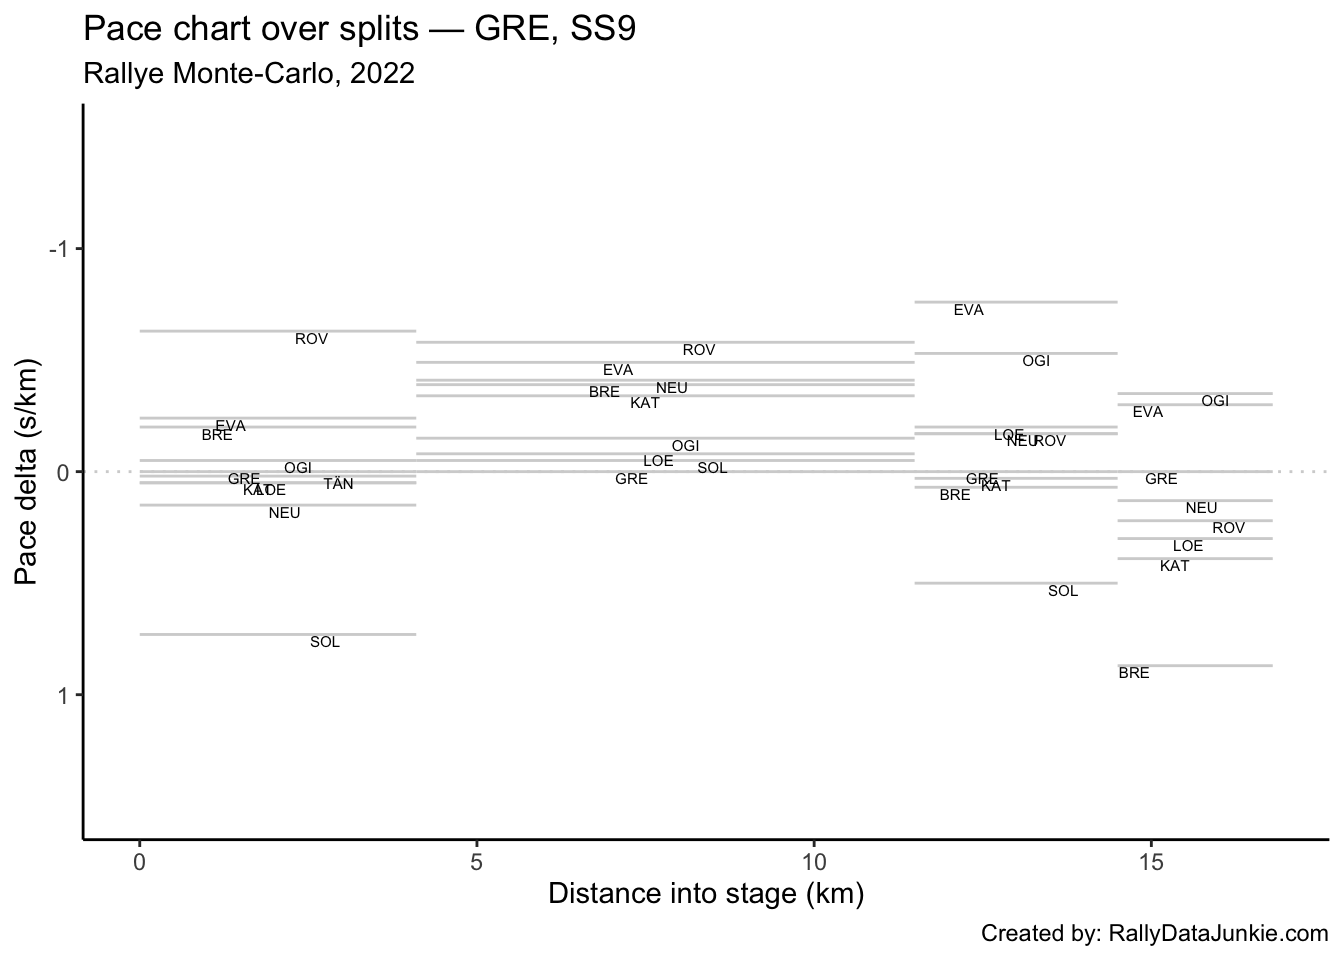 Pace chart over splits — GRE, SS9
Rallye Monte-Carlo, 2022
Pace delta (s/km)
-1
0
1
ROV
EVA
BRE
OGI
GRE
TÄN
KAT
LOE
NEU
SOL
ROV
EVA
NEU
BRE
KAT
OGI
LOE
SOL
GRE
EVA
OGI
LOE
NEU
ROV
GRE
KAT
BRE
SOL
OGI
EVA
GRE
NEU
ROV
LOE
KAT
BRE
0
5
10
15
Distance into stage (km)
Created by: RallyDataJunkie.com